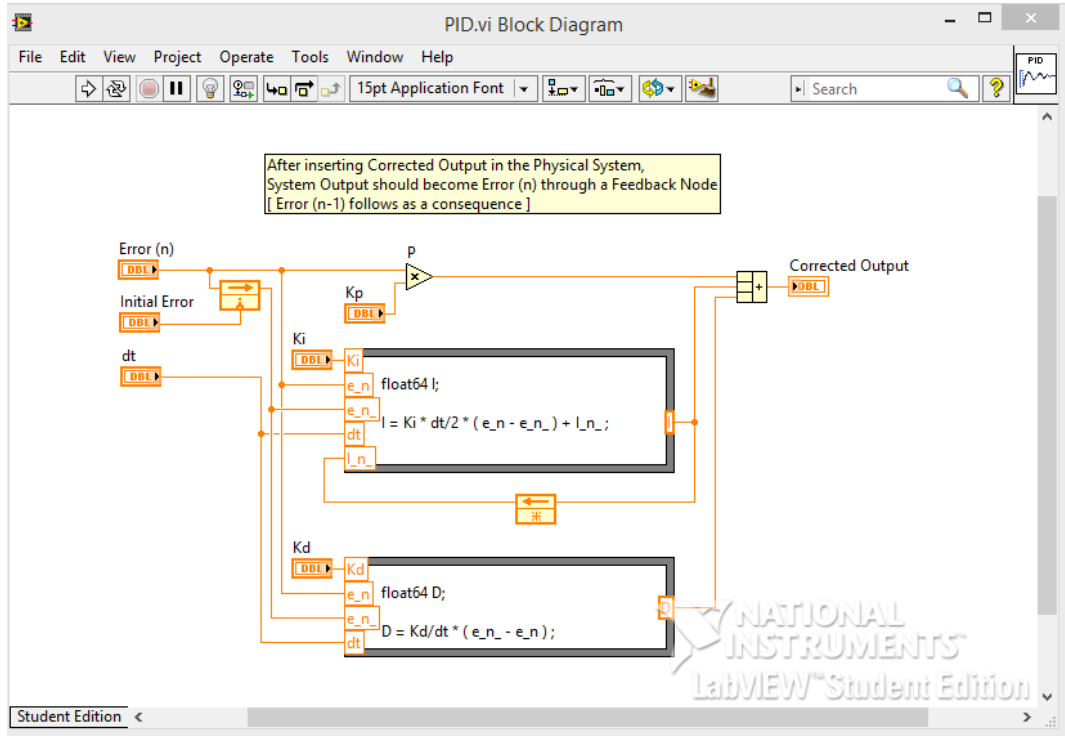 PID.vi Block Diagram
File Edit View Project Operate Tools Window Help
PID
15pt Application Font
Search
After inserting Corrected Output in the Physical System,
System Output should become Error (n) through a Feedback Node
[ Error (n-1) follows as a consequence ]
Error (n)
DBL
p
Corrected Output
DBL
Initial Error
DBL
Kp
DBL
Ki
DBL
Ki
dt
DBL
e_n
float64 I;
e_n_
I = Ki * dt/2 * ( e_n - e_n_ ) + I_n_ ;
I
dt
I_n_
Kd
DBL
Kd
e_n
float64 D;
D
e_n_
D = Kd/dt * ( e_n_ - e_n ) ;
dt
NATIONAL
INSTRUMENTS™
LabVIEW™ Student Edition
Student Edition